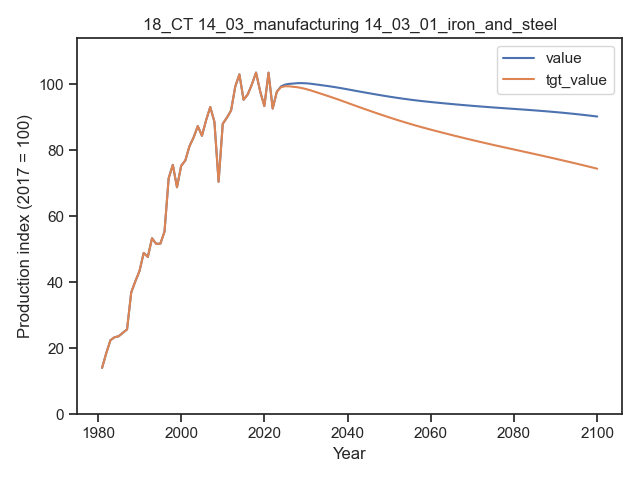 18_CT 14_03_manufacturing 14_03_01_iron_and_steel
value
tgt_value
Production index (2017 = 100)
100
80
60
40
20
0
1980 2000 2020 2040 2060 2080 2100
Year